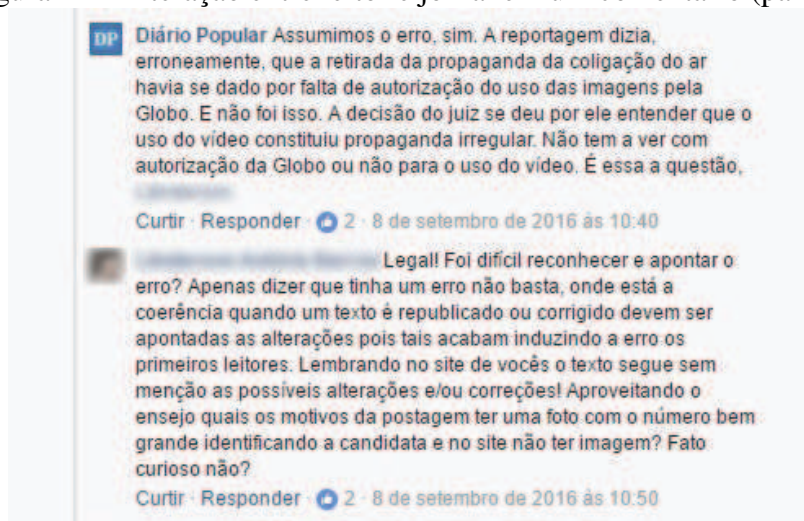 DP Diário Popular Assumimos o erro, sim. A reportagem dizia,
erroneamente, que a retirada da propaganda da coligação do ar
havia se dado por falta de autorização do uso das imagens pela
Globo. E não foi isso. A decisão do juiz se deu por ele entender que o
uso do vídeo constituiu propaganda irregular. Não tem a ver com
autorização da Globo ou não para o uso do vídeo. É essa a questão,
Curtir · Responder · 2 · 8 de setembro de 2016 às 10:40
Legal! Foi difícil reconhecer e apontar o
erro? Apenas dizer que tinha um erro não basta, onde está a
coerência quando um texto é republicado ou corrigido devem ser
apontadas as alterações pois tais acabam induzindo a erro os
primeiros leitores. Lembrando no site de vocês o texto segue sem
menção as possíveis alterações e/ou correções! Aproveitando o
ensejo quais os motivos da postagem ter uma foto com o número bem
grande identificando a candidata e no site não ter imagem? Fato
curioso não?
Curtir · Responder · 2 · 8 de setembro de 2016 às 10:50